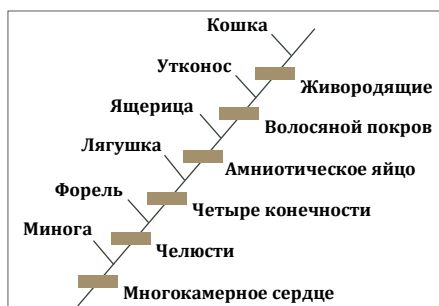 Кошка
Утконос
Живородящие
Ящерица
Волосяной покров
Лягушка
Амниотическое яйцо
Форель
Четыре конечности
Минога
Челюсти
Многокамерное сердце